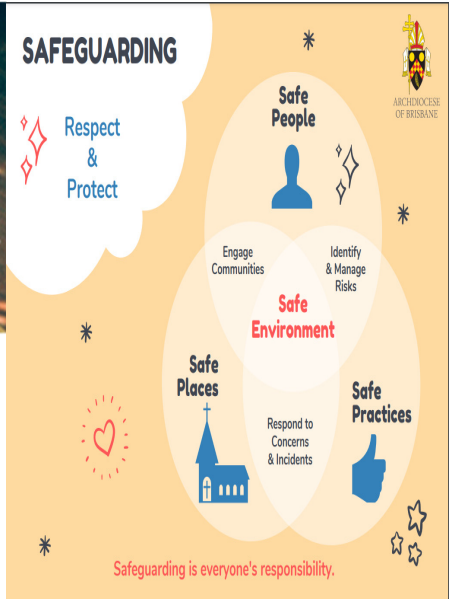 SAFEGUARDING
Respect
&
Protect
ARCHDIOCESE
OF BRISBANE
Safe
People
Engage
Communities
Identify
& Manage
Risks
Safe
Environment
Safe
Places
Safe
Practices
Respond to
Concerns
& Incidents
Safeguarding is everyone's responsibility.